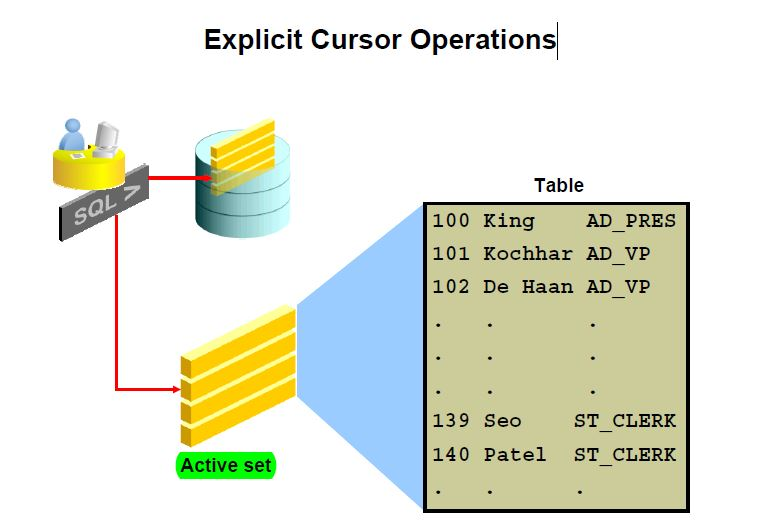 Explicit Cursor Operations
SQL >
Table
100 King AD_PRES
101 Kochhar AD_VP
102 De Haan AD_VP
. . .
. . .
. . .
139 Seo ST_CLERK
140 Patel ST_CLERK
. . .
Active set